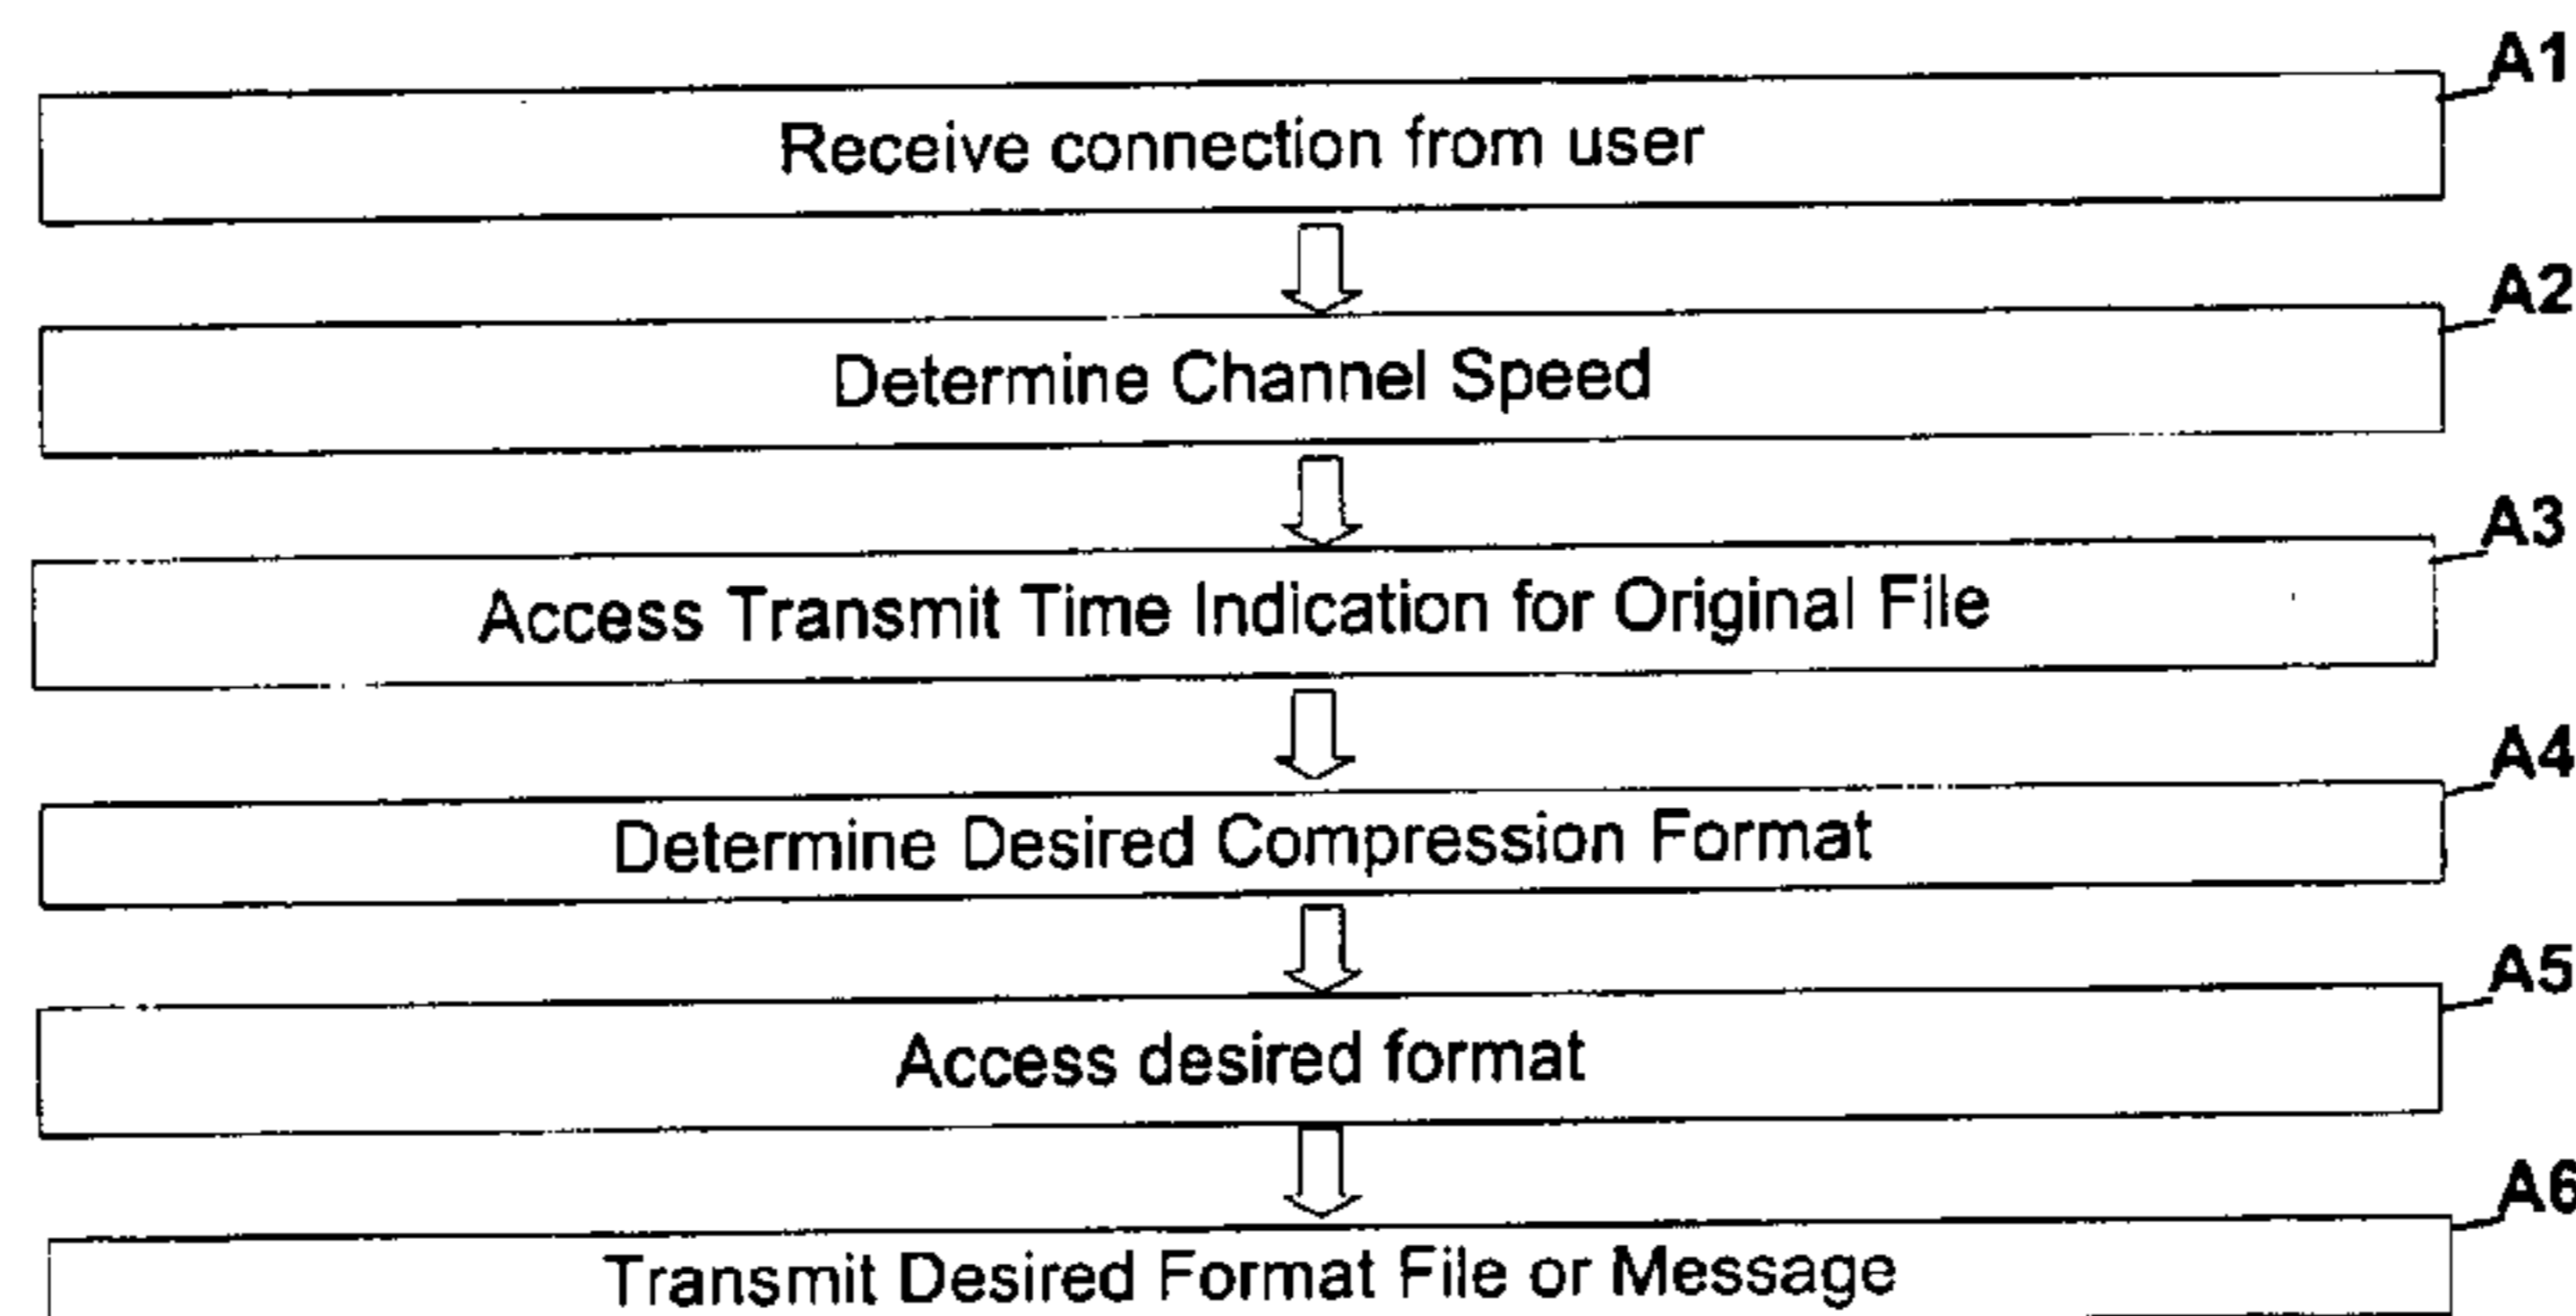 A1
Receive connection from user
A2
Determine Channel Speed
A3
Access Transmit Time Indication for Original File
A4
Determine Desired Compression Format
A5
Access desired format
A6
Transmit Desired Format File or Message